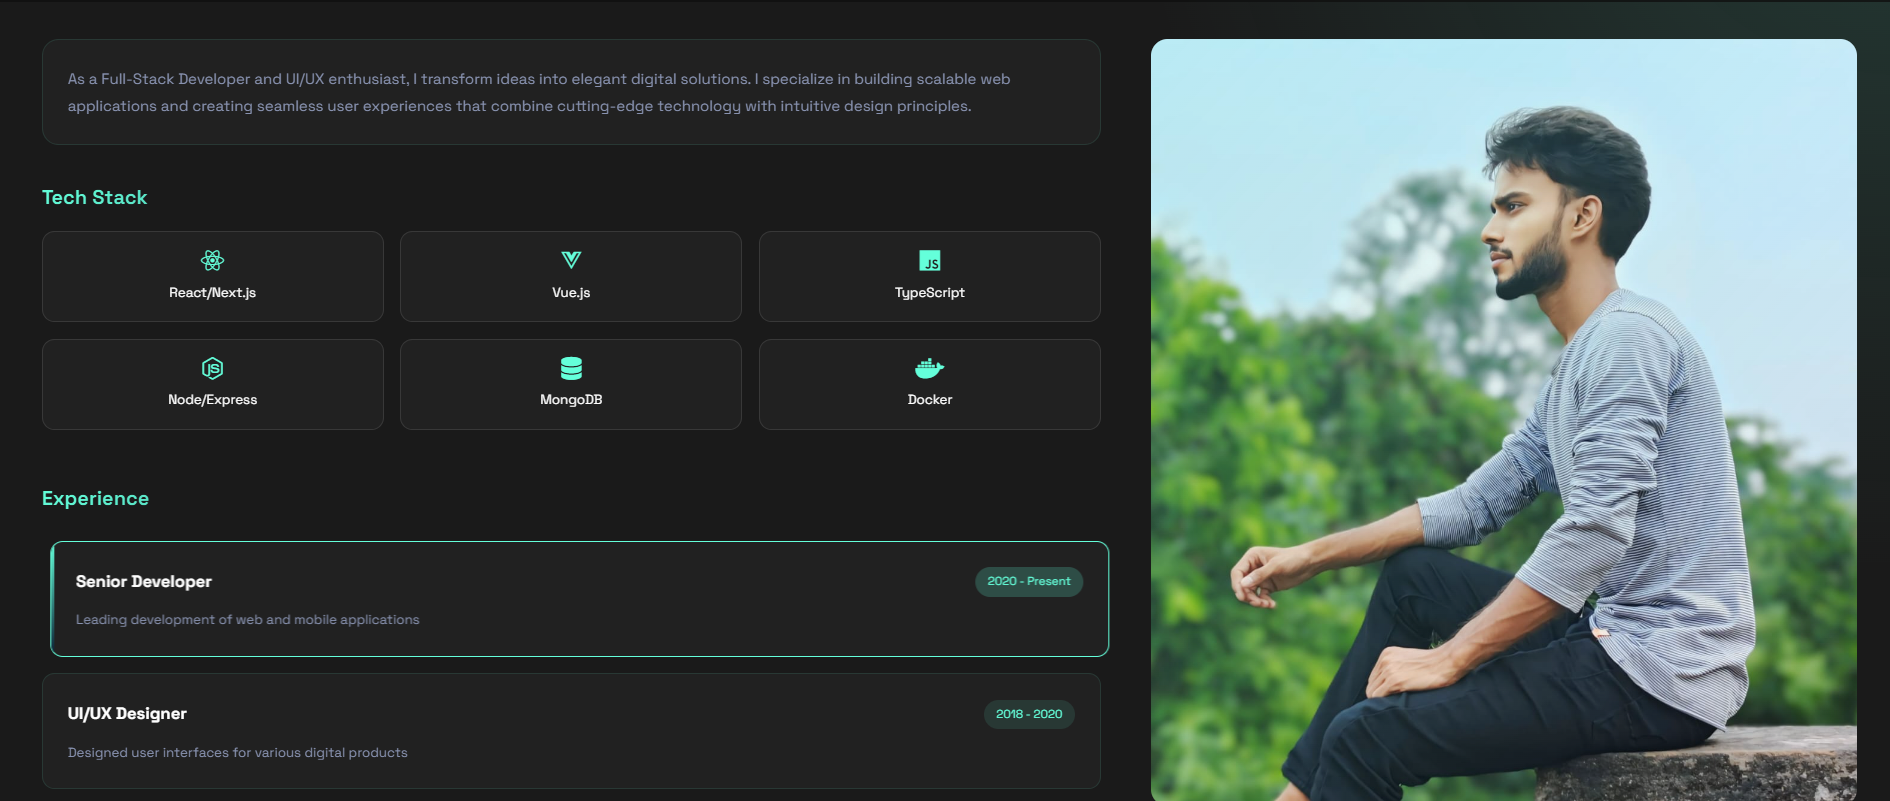 As a Full-Stack Developer and UI/UX enthusiast, I transform ideas into elegant digital solutions. I specialize in building scalable web
applications and creating seamless user experiences that combine cutting-edge technology with intuitive design principles.
Tech Stack
React/Next.js
Vue.js
JS
TypeScript
JS
Node/Express
MongoDB
Docker
Experience
Senior Developer
2020 - Present
Leading development of web and mobile applications
UI/UX Designer
2018 - 2020
Designed user interfaces for various digital products